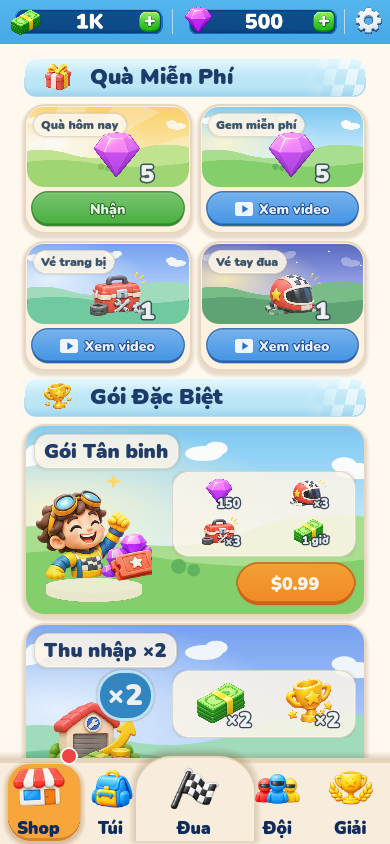 1K
500
Quà Miễn Phí
Quà hôm nay
5
Nhận
Gem miễn phí
5
Xem video
Vé trang bị
1
Xem video
Vé tay đua
1
Xem video
Gói Đặc Biệt
Gói Tân binh
150
×3
×3
1 giờ
$0.99
Thu nhập ×2
×2
×2
×2
Shop
Túi
Đua
Đội
Giải